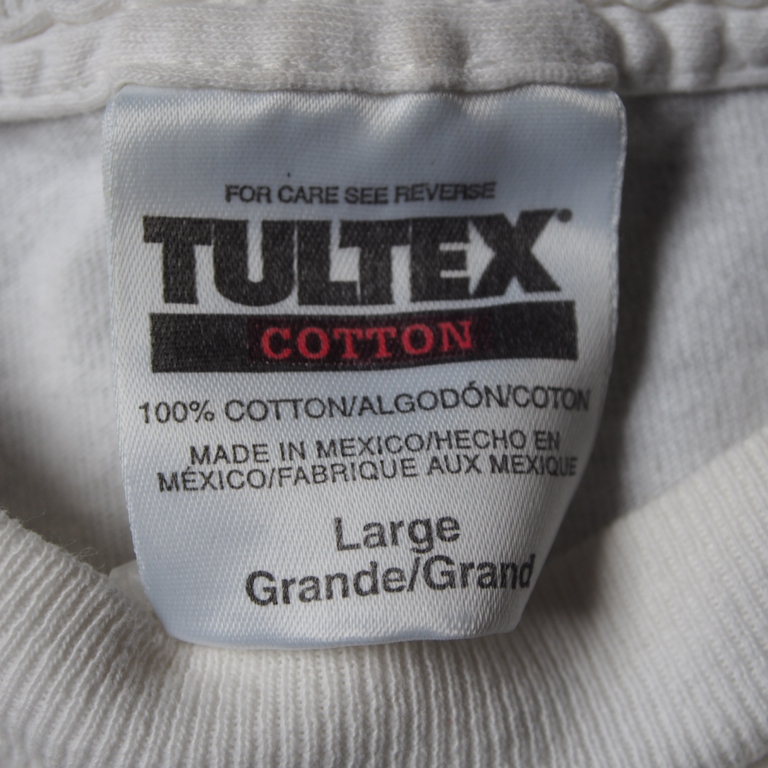 FOR CARE SEE REVERSE
TULTEX®
COTTON
100% COTTON/ALGODÓN/COTON
MADE IN MEXICO/HECHO EN
MÉXICO/FABRIQUE AUX MEXIQUE
Large
Grande/Grand